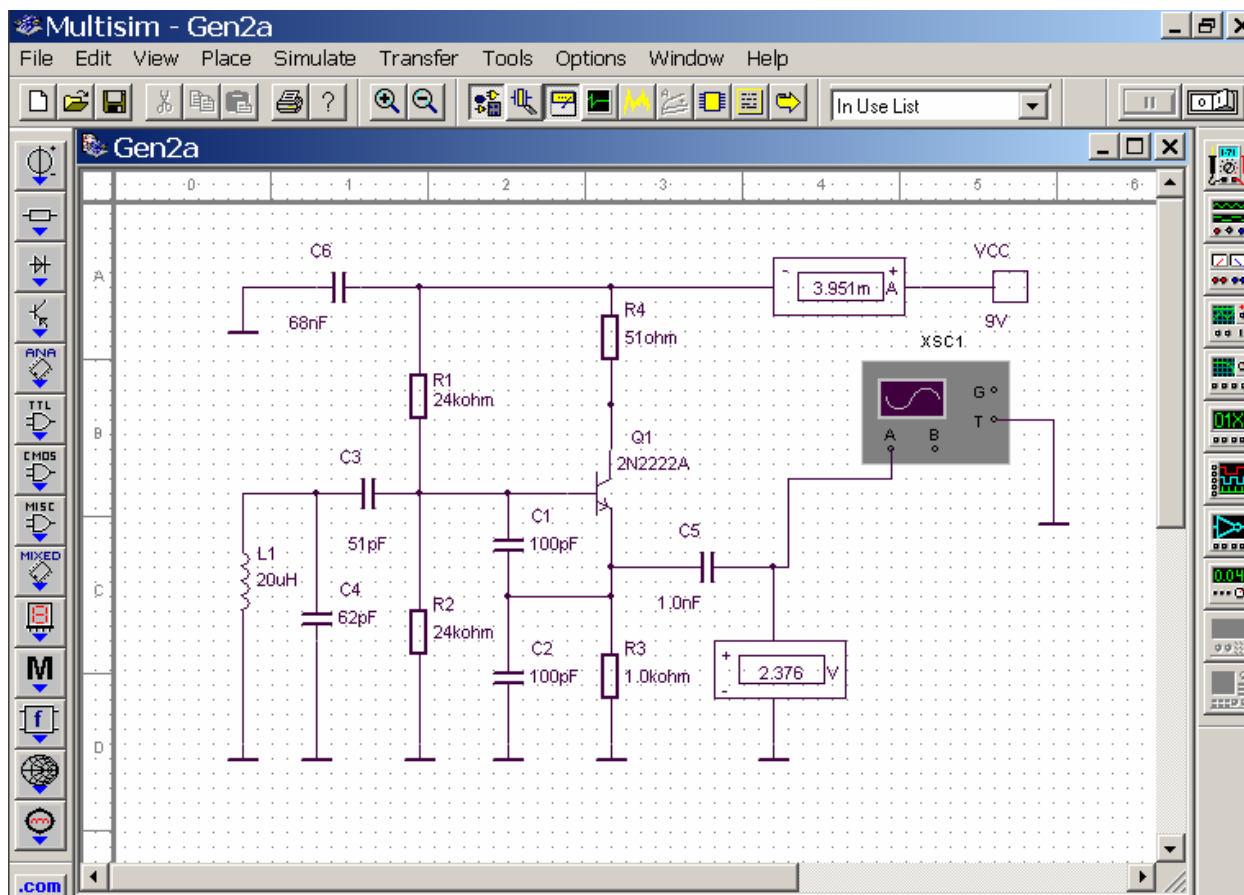 Multisim - Gen2a
File Edit View Place Simulate Transfer Tools Options Window Help
? In Use List
Gen2a
0 1 2 3 4 5 6
A
B
C
D
ANA
TTL
CMOS
MISC
MIXED
M
f
.com
C6
68nF
- 3.951m A +
VCC
9V
R4
51ohm
XSC1
G
T
A B
R1
24kohm
Q1
2N2222A
C3
51pF
C1
100pF
C5
1.0nF
L1
20uH
C4
62pF
R2
24kohm
C2
100pF
R3
1.0kohm
+ 2.376 V -
01X
0.04